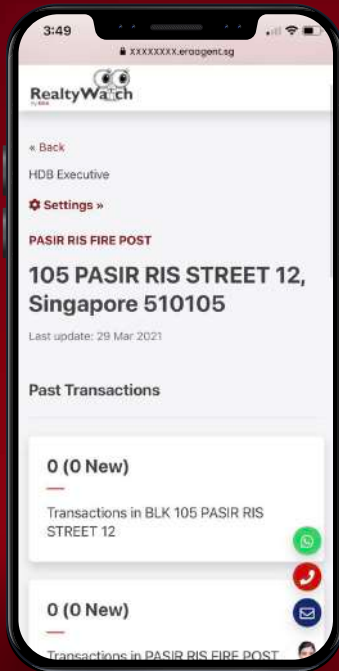 3:49
XXXXXXXX.eraagent.sg
RealtyWatch
« Back
HDB Executive
Settings »
PASIR RIS FIRE POST
105 PASIR RIS STREET 12,
Singapore 510105
Last update: 29 Mar 2021
Past Transactions
0 (0 New)
Transactions in BLK 105 PASIR RIS
STREET 12
0 (0 New)
Transactions in PASIR RIS FIRE POST